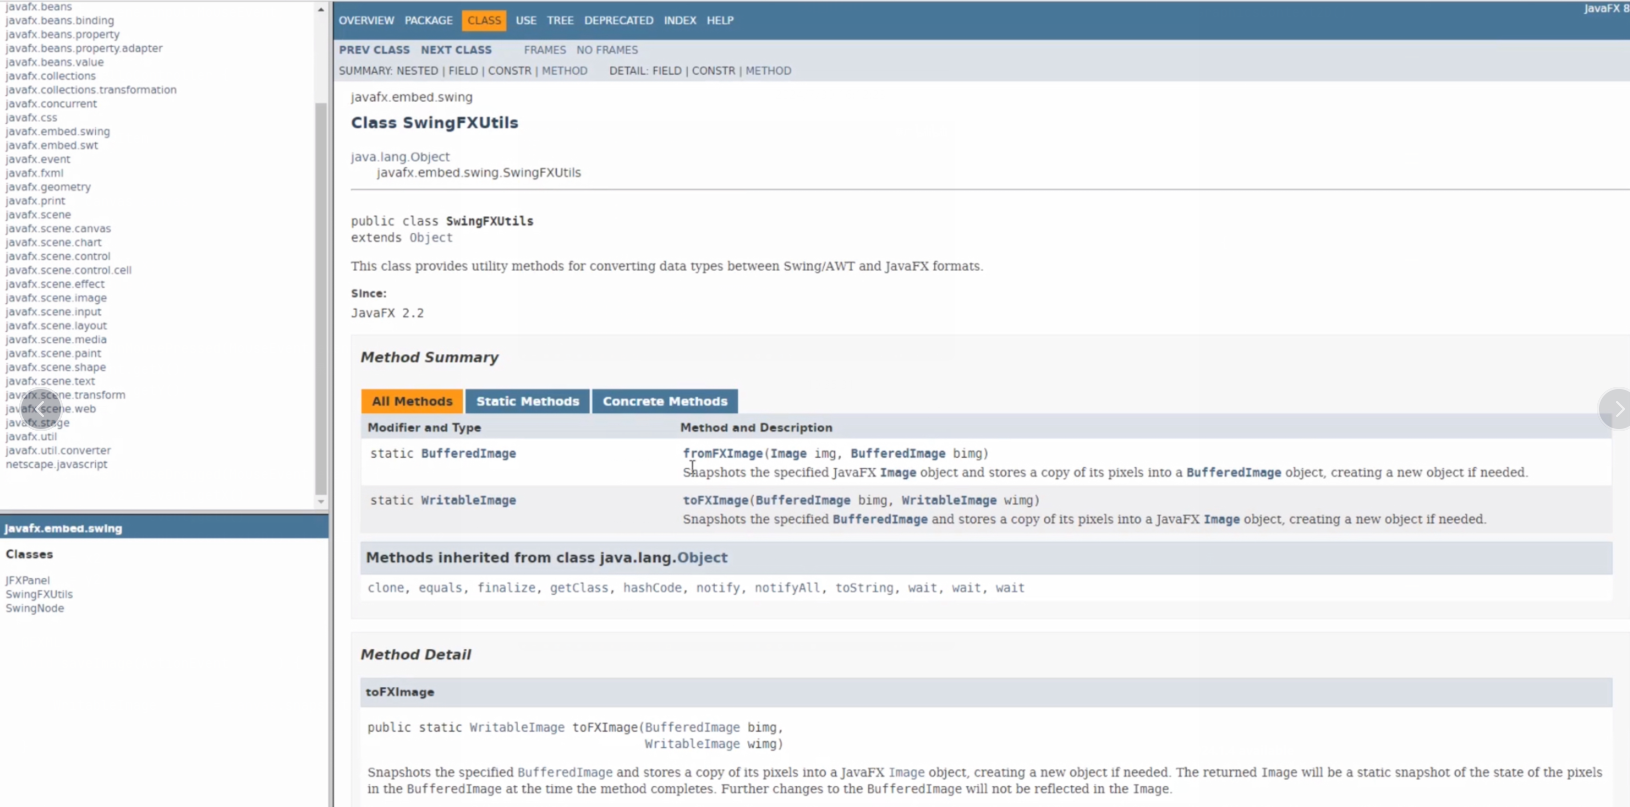 javafx.beans
javafx.beans.binding
javafx.beans.property
javafx.beans.property.adapter
javafx.beans.value
javafx.collections
javafx.collections.transformation
javafx.concurrent
javafx.css
javafx.embed.swing
javafx.embed.swt
javafx.event
javafx.fxml
javafx.geometry
javafx.print
javafx.scene
javafx.scene.canvas
javafx.scene.chart
javafx.scene.control
javafx.scene.control.cell
javafx.scene.effect
javafx.scene.image
javafx.scene.input
javafx.scene.layout
javafx.scene.media
javafx.scene.paint
javafx.scene.shape
javafx.scene.text
javafx.scene.transform
javafx.scene.web
javafx.stage
javafx.util
javafx.util.converter
netscape.javascript
javafx.embed.swing
Classes
JFXPanel
SwingFXUtils
SwingNode
OVERVIEW PACKAGE CLASS USE TREE DEPRECATED INDEX HELP
JavaFX 8
PREV CLASS NEXT CLASS FRAMES NO FRAMES
SUMMARY: NESTED | FIELD | CONSTR | METHOD DETAIL: FIELD | CONSTR | METHOD
javafx.embed.swing
Class SwingFXUtils
java.lang.Object
javafx.embed.swing.SwingFXUtils
public class SwingFXUtils
extends Object
This class provides utility methods for converting data types between Swing/AWT and JavaFX formats.
Since:
JavaFX 2.2
Method Summary
All Methods Static Methods Concrete Methods
Modifier and Type Method and Description
static BufferedImage fromFXImage(Image img, BufferedImage bimg)
Snapshots the specified JavaFX Image object and stores a copy of its pixels into a BufferedImage object, creating a new object if needed.
static WritableImage toFXImage(BufferedImage bimg, WritableImage wimg)
Snapshots the specified BufferedImage and stores a copy of its pixels into a JavaFX Image object, creating a new object if needed.
Methods inherited from class java.lang.Object
clone, equals, finalize, getClass, hashCode, notify, notifyAll, toString, wait, wait, wait
Method Detail
toFXImage
public static WritableImage toFXImage(BufferedImage bimg,
WritableImage wimg)
Snapshots the specified BufferedImage and stores a copy of its pixels into a JavaFX Image object, creating a new object if needed. The returned Image will be a static snapshot of the state of the pixels
in the BufferedImage at the time the method completes. Further changes to the BufferedImage will not be reflected in the Image.